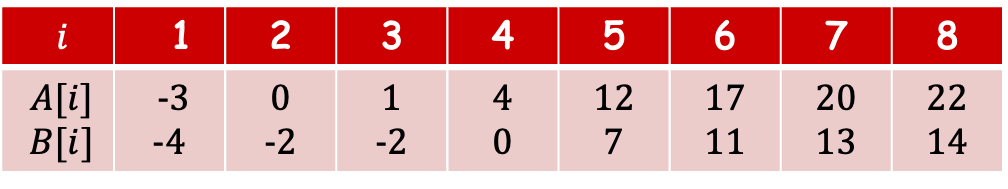 i 1 2 3 4 5 6 7 8
A[i] -3 0 1 4 12 17 20 22
B[i] -4 -2 -2 0 7 11 13 14